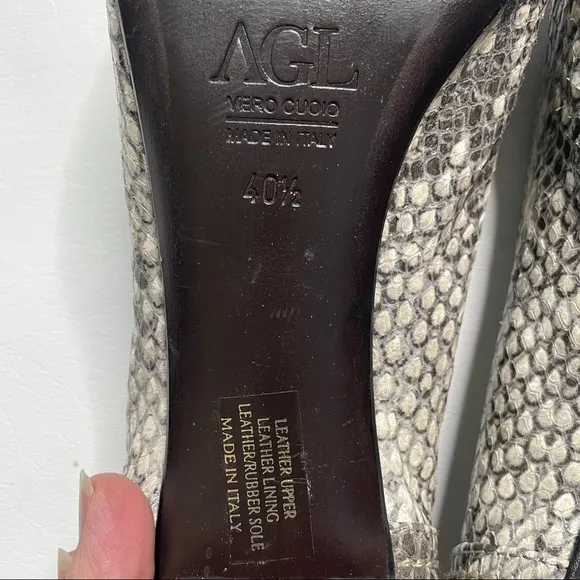 AGL
VERO CUOIO
MADE IN ITALY
40½
LEATHER UPPER
LEATHER LINING
LEATHER/RUBBER SOLE
MADE IN ITALY